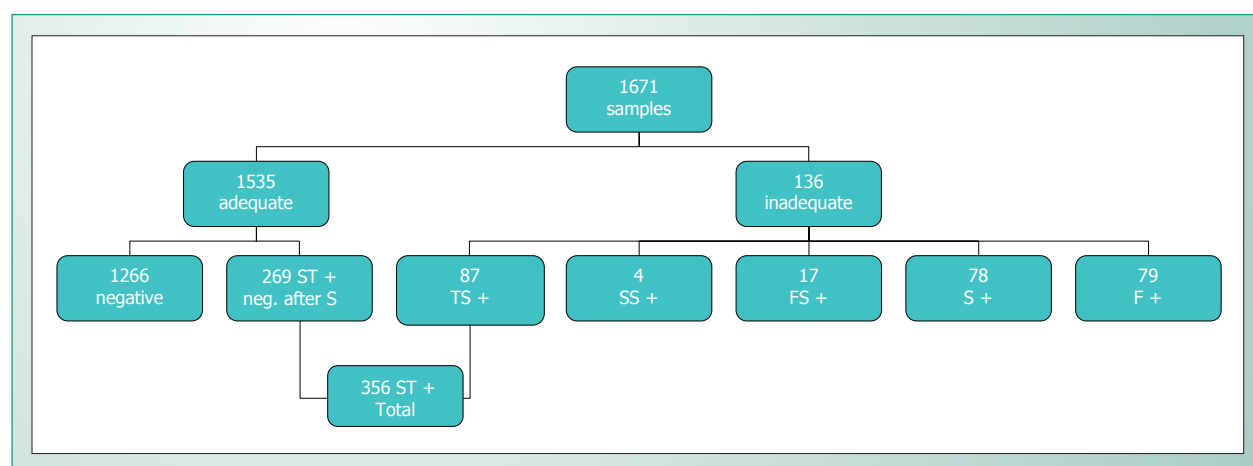 1671
samples
1535
adequate
136
inadequate
1266
negative
269 ST +
neg. after S
87
TS +
4
SS +
17
FS +
78
S +
79
F +
356 ST +
Total